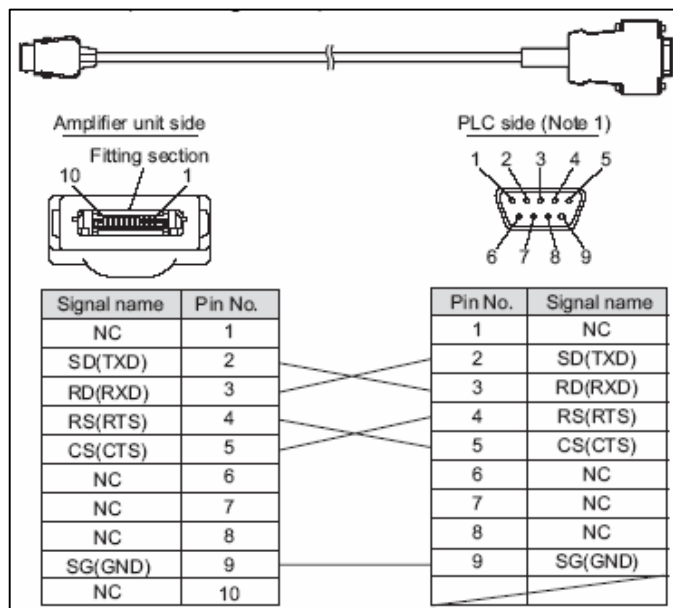 Amplifier unit side
PLC side (Note 1)
Fitting section
10 1
1 2 3 4 5
6 7 8 9
Signal name Pin No.
NC 1
SD(TXD) 2
RD(RXD) 3
RS(RTS) 4
CS(CTS) 5
NC 6
NC 7
NC 8
SG(GND) 9
NC 10
Pin No. Signal name
1 NC
2 SD(TXD)
3 RD(RXD)
4 RS(RTS)
5 CS(CTS)
6 NC
7 NC
8 NC
9 SG(GND)